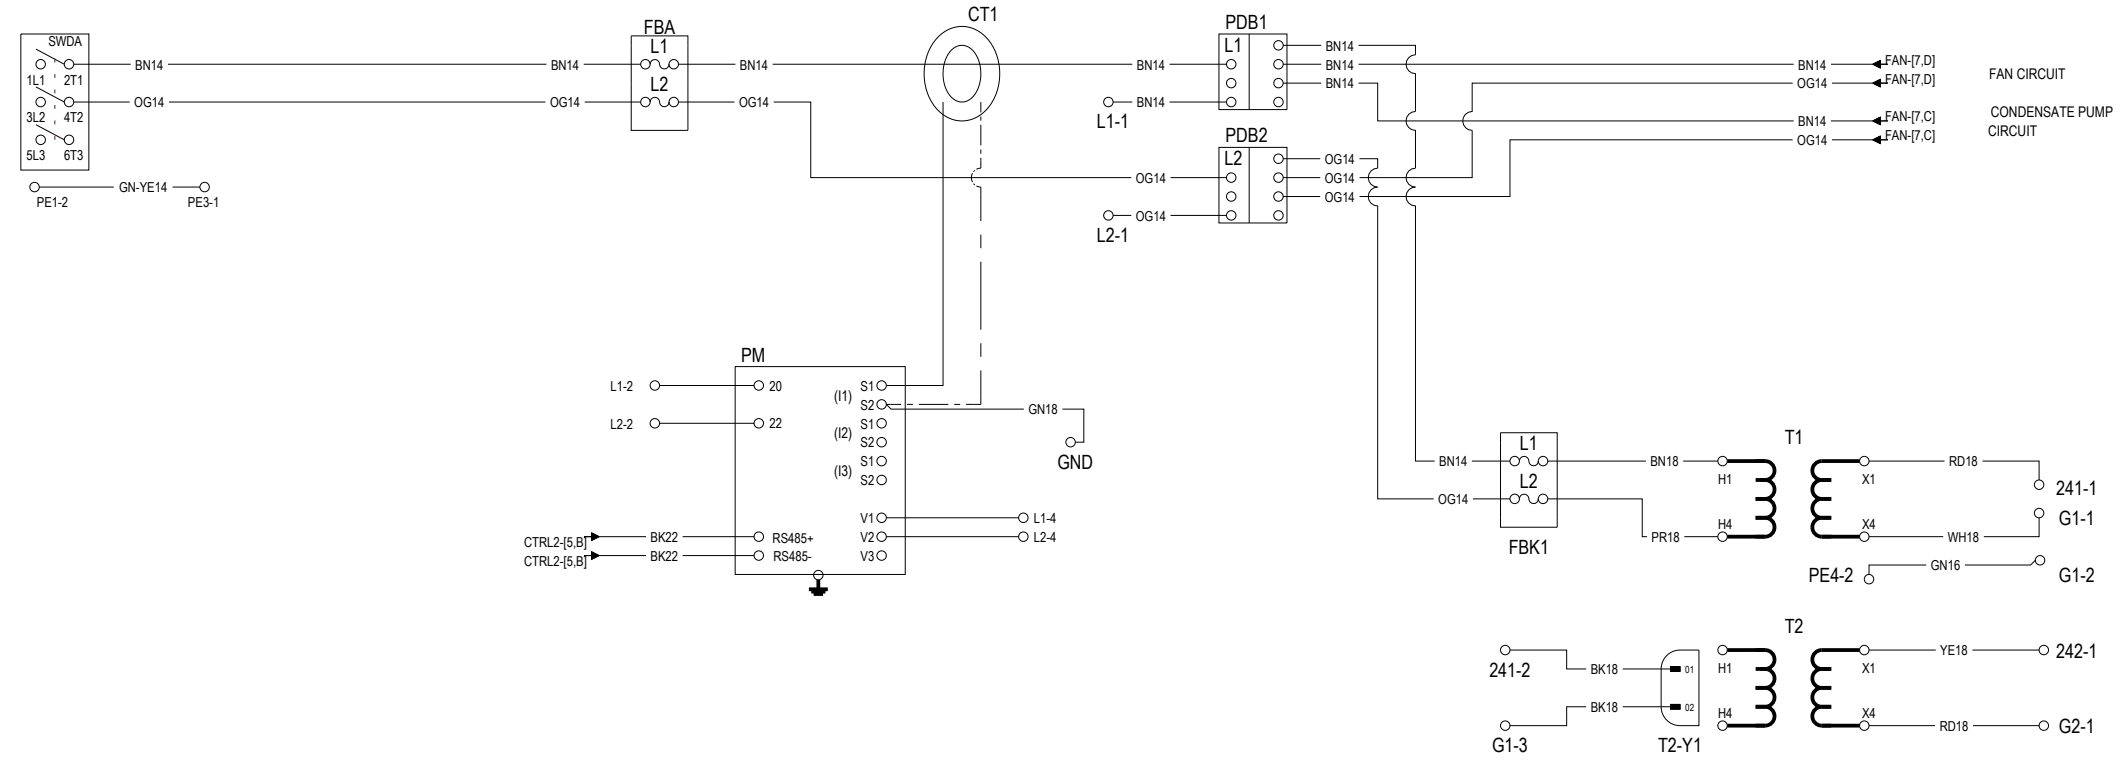 CT1
FBA
PDB1
SWDA
L1
L1
BN14
1L1 2T1
BN14
BN14
BN14
BN14
BN14
BN14
BN14
BN14
FAN-[7,D]
FAN CIRCUIT
L2
OG14
FAN-[7,D]
OG14
OG14
OG14
BN14
L1-1
3L2 4T2
CONDENSATE PUMP
CIRCUIT
BN14
FAN-[7,C]
OG14
FAN-[7,C]
PDB2
5L3 6T3
L2
OG14
OG14
OG14
OG14
OG14
L2-1
GN-YE14
PE1-2
PE3-1
PM
L1-2
20
(I1)
S1
S2
GN18
L2-2
22
(I2)
S1
S2
(I3)
S1
S2
GND
V1
L1-4
CTRL2-[5,B]
BK22
RS485+
V2
L2-4
CTRL2-[5,B]
BK22
RS485-
V3
L1
BN14
BN18
H1
T1
X1
RD18
241-1
L2
OG14
PR18
H4
X4
WH18
G1-1
FBK1
PE4-2
GN16
G1-2
T2
241-2
BK18
01
H1
X1
YE18
242-1
BK18
02
H4
X4
RD18
G2-1
G1-3
T2-Y1